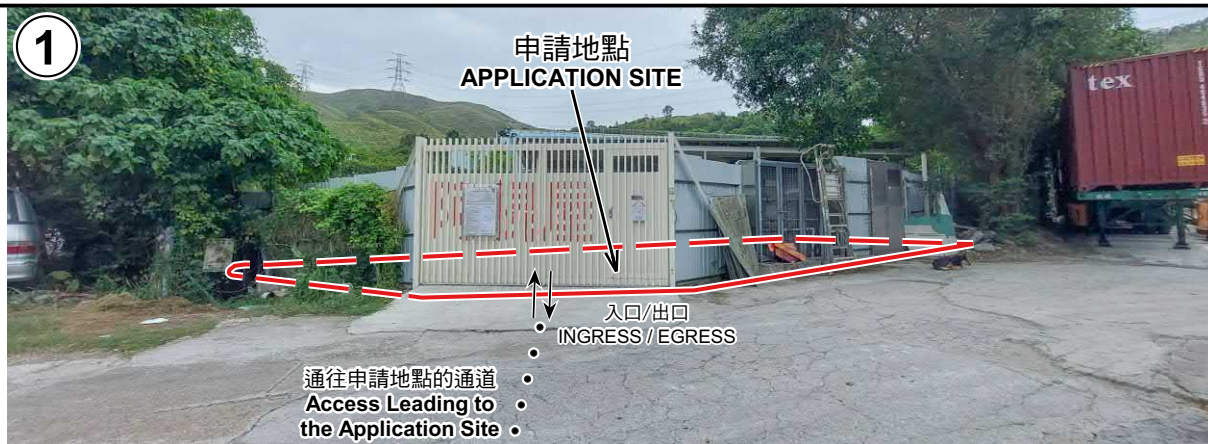 1
申請地點
APPLICATION SITE
tex
入口/出口
INGRESS / EGRESS
通往申請地點的通道
Access Leading to
the Application Site